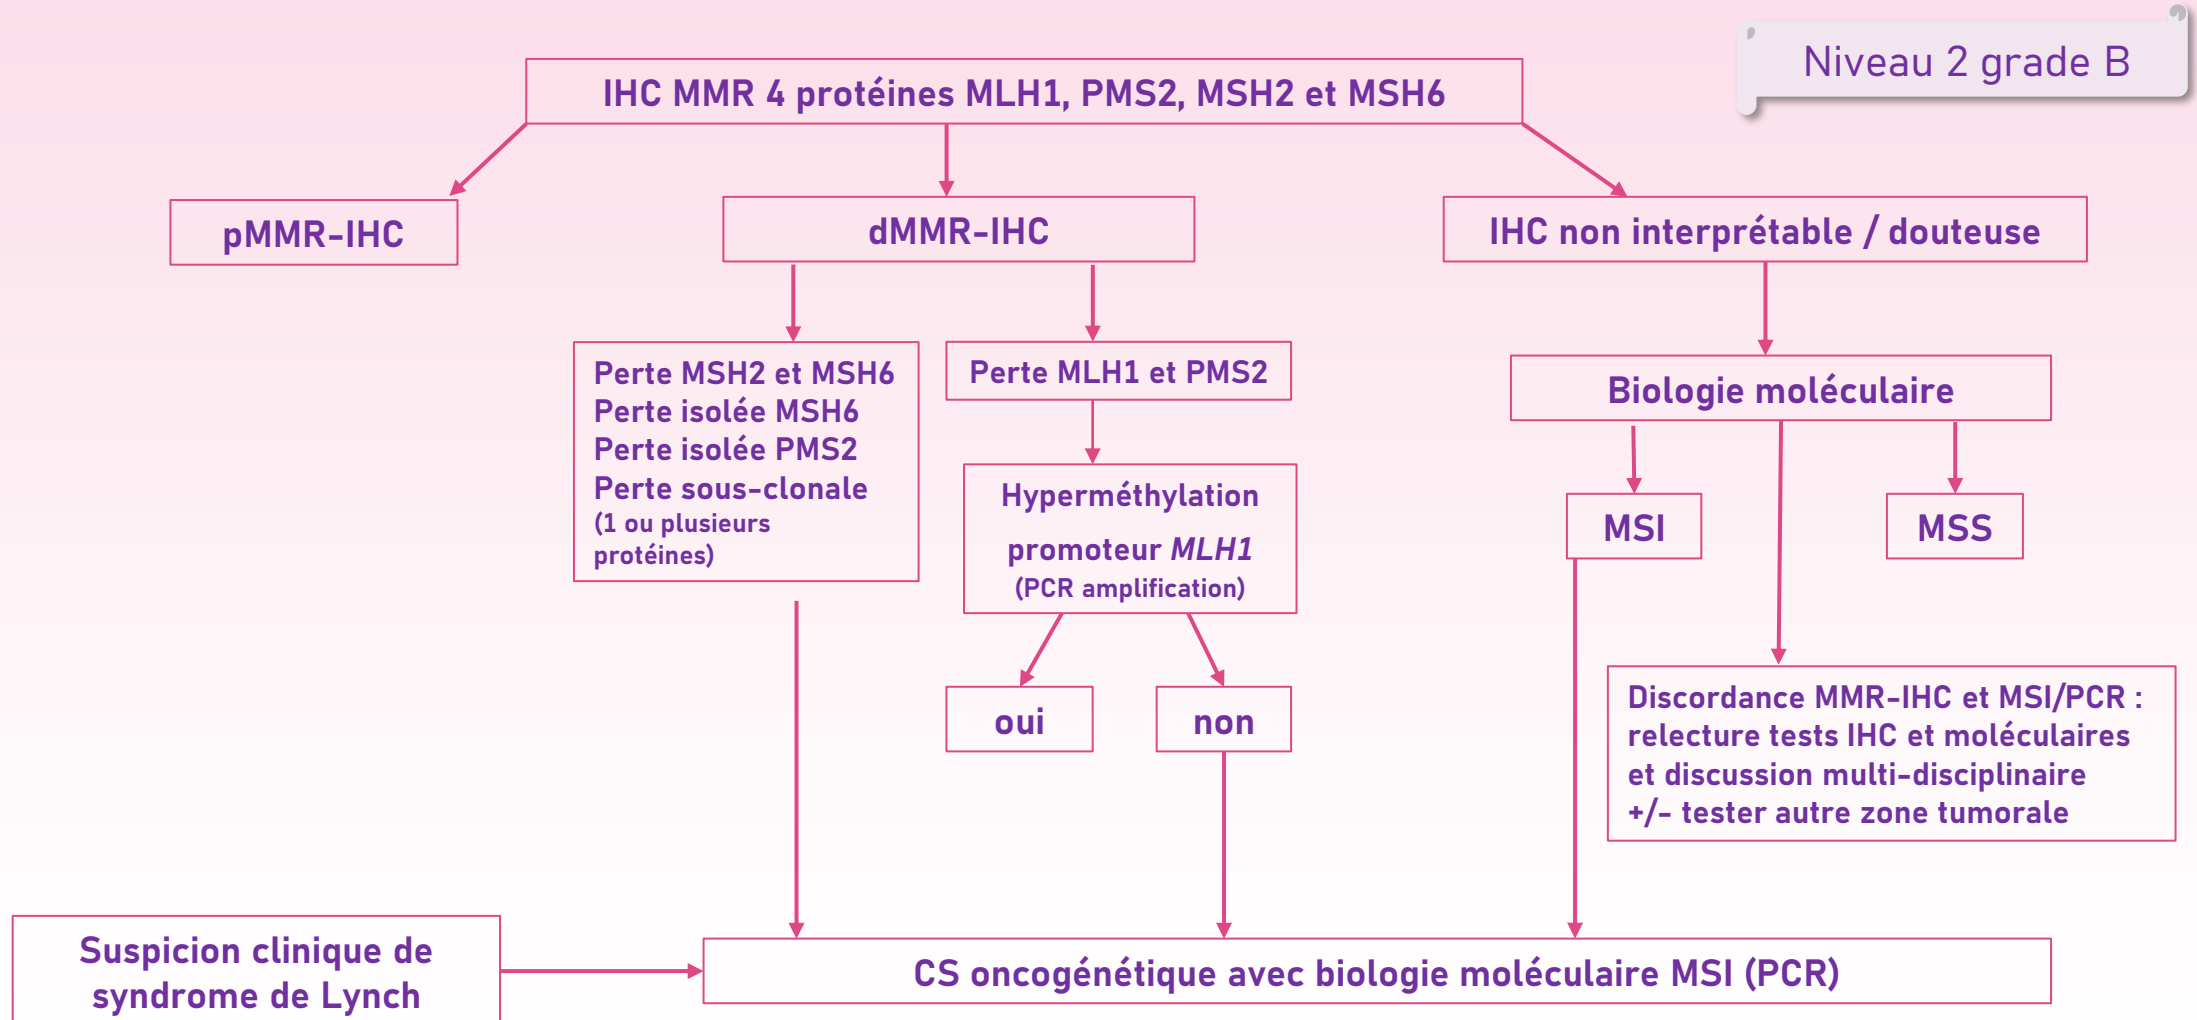 Niveau 2 grade B
IHC MMR 4 protéines MLH1, PMS2, MSH2 et MSH6
pMMR-IHC
dMMR-IHC
IHC non interprétable / douteuse
Perte MSH2 et MSH6
Perte isolée MSH6
Perte isolée PMS2
Perte sous-clonale
(1 ou plusieurs
protéines)
Perte MLH1 et PMS2
Hyperméthylation
promoteur MLH1
(PCR amplification)
oui
non
Biologie moléculaire
MSI
MSS
Discordance MMR-IHC et MSI/PCR :
relecture tests IHC et moléculaires
et discussion multi-disciplinaire
+/- tester autre zone tumorale
Suspicion clinique de
syndrome de Lynch
CS oncogénétique avec biologie moléculaire MSI (PCR)